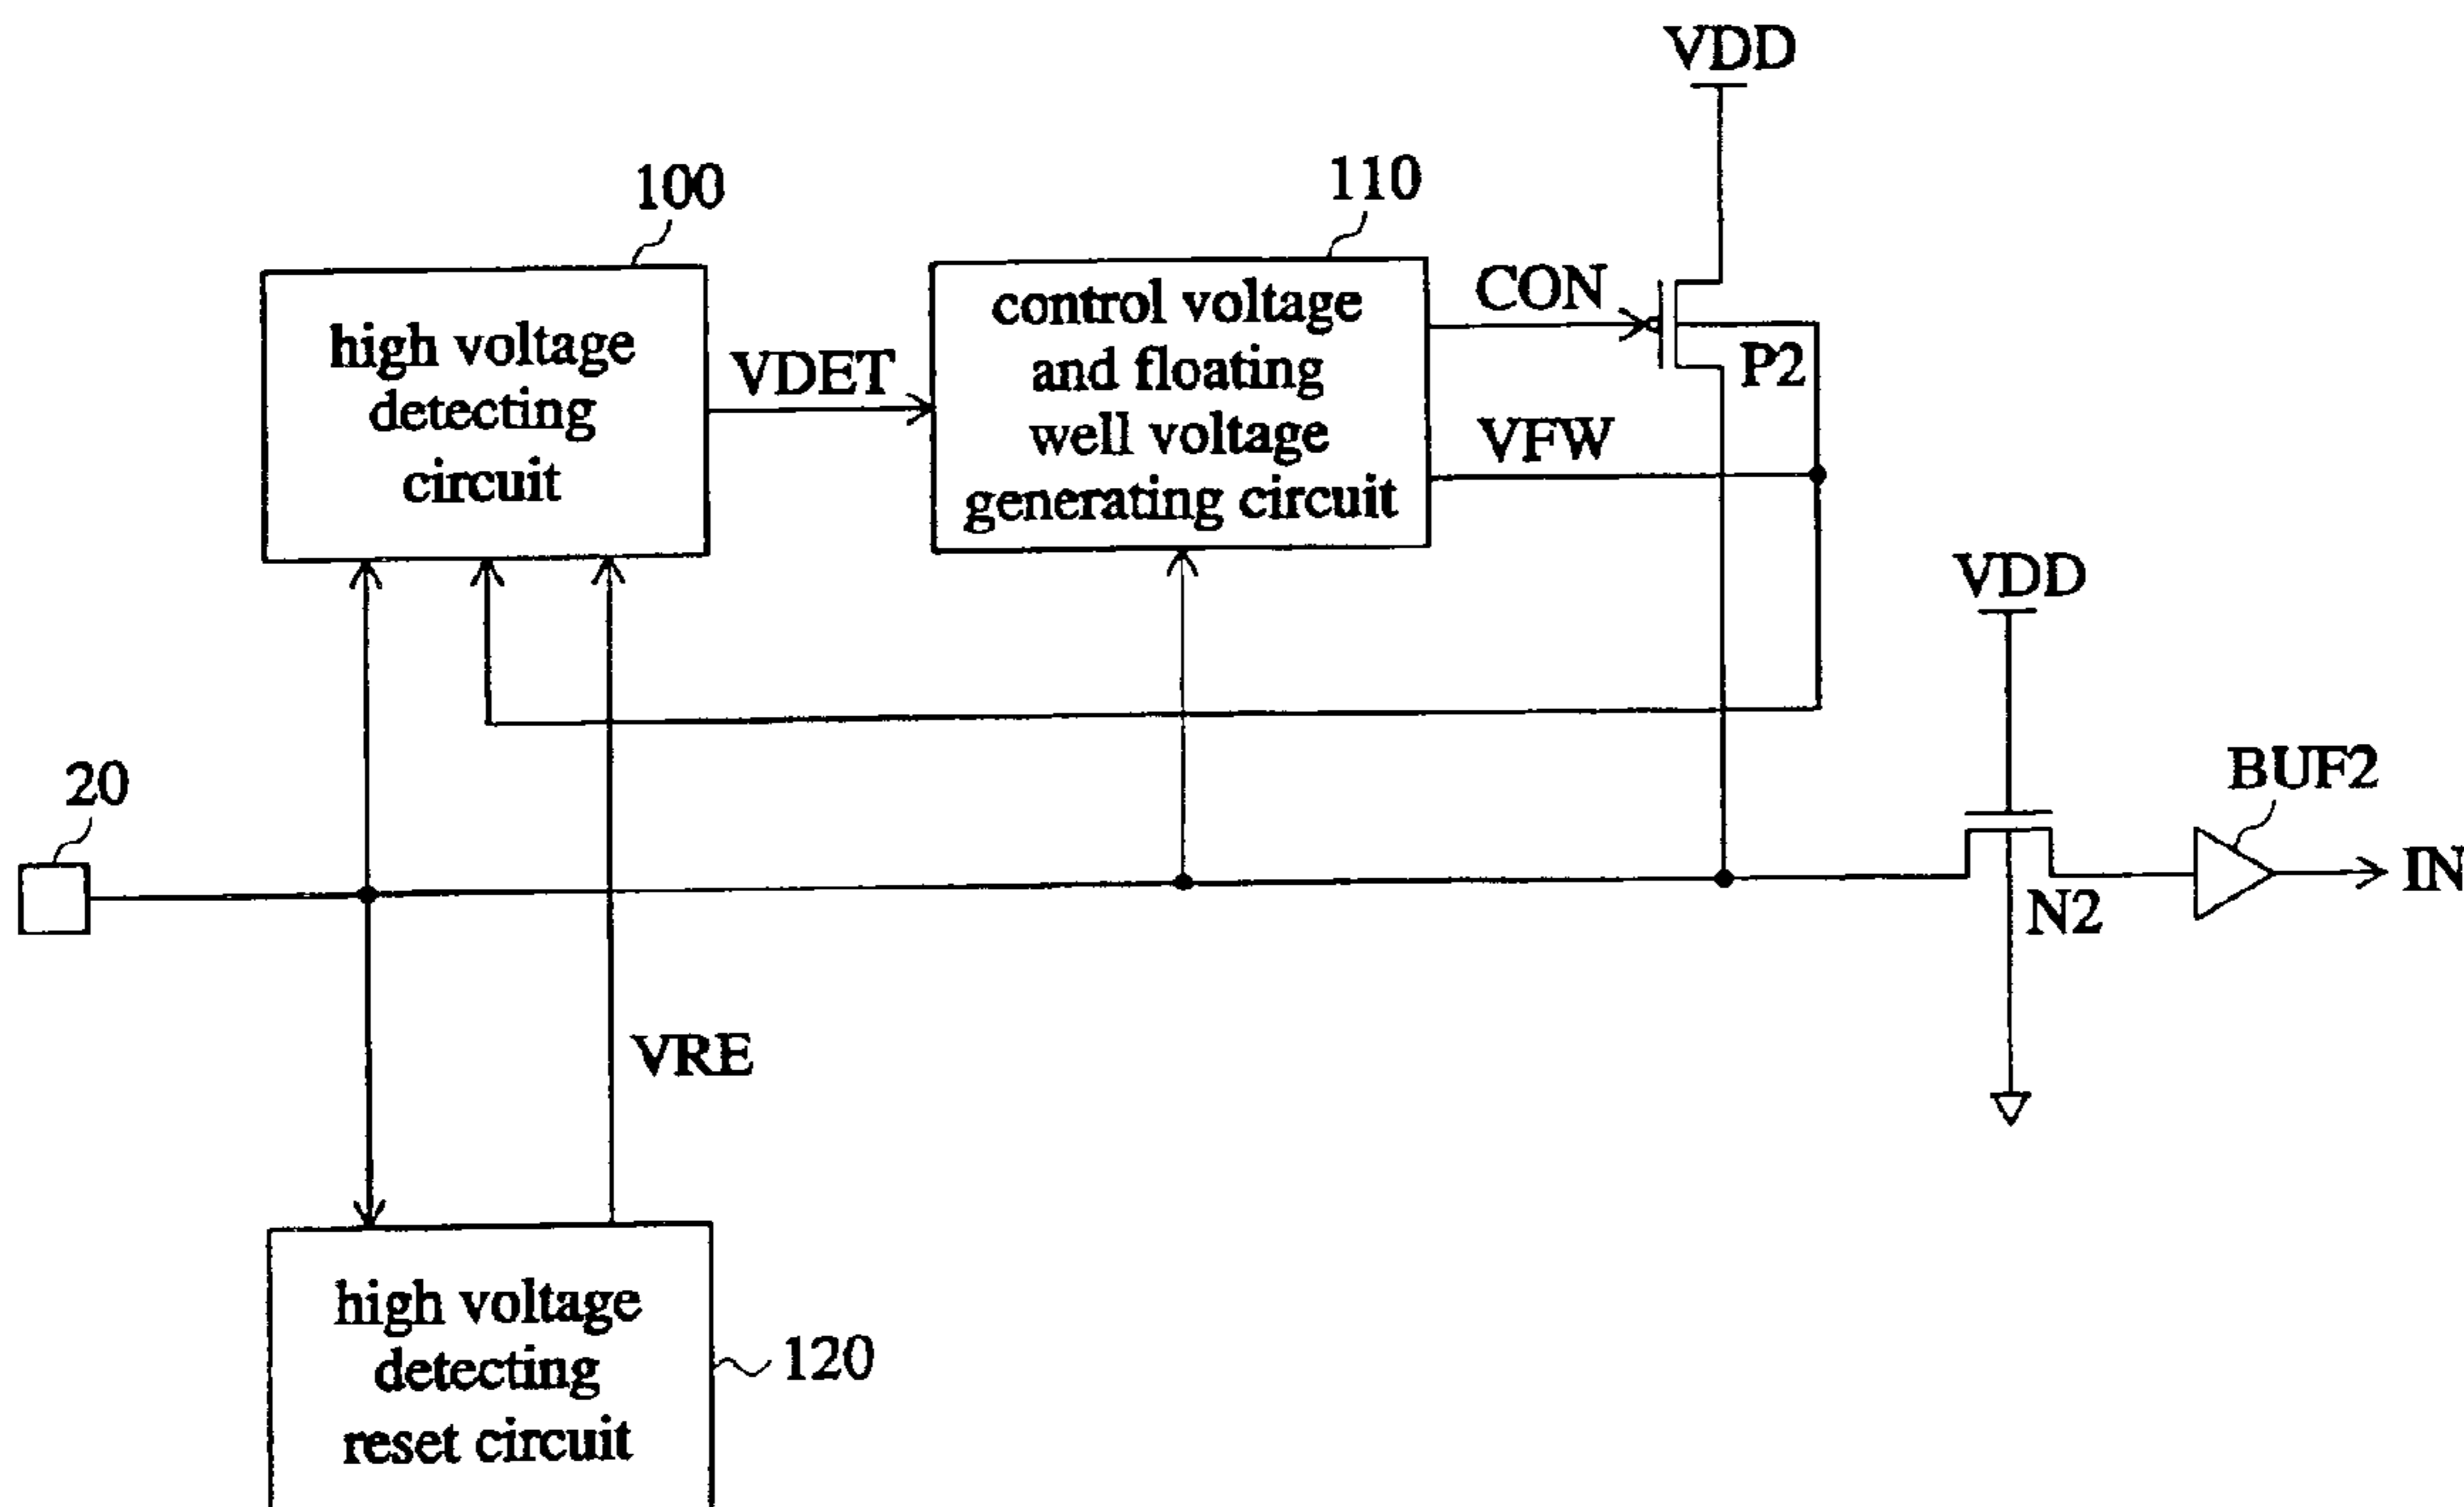 VDD
100
110
high voltage
detecting
circuit
VDET
control voltage
and floating
well voltage
generating circuit
CON
P2
VFW
VDD
20
BUF2
IN
N2
VRE
high voltage
detecting
reset circuit
120